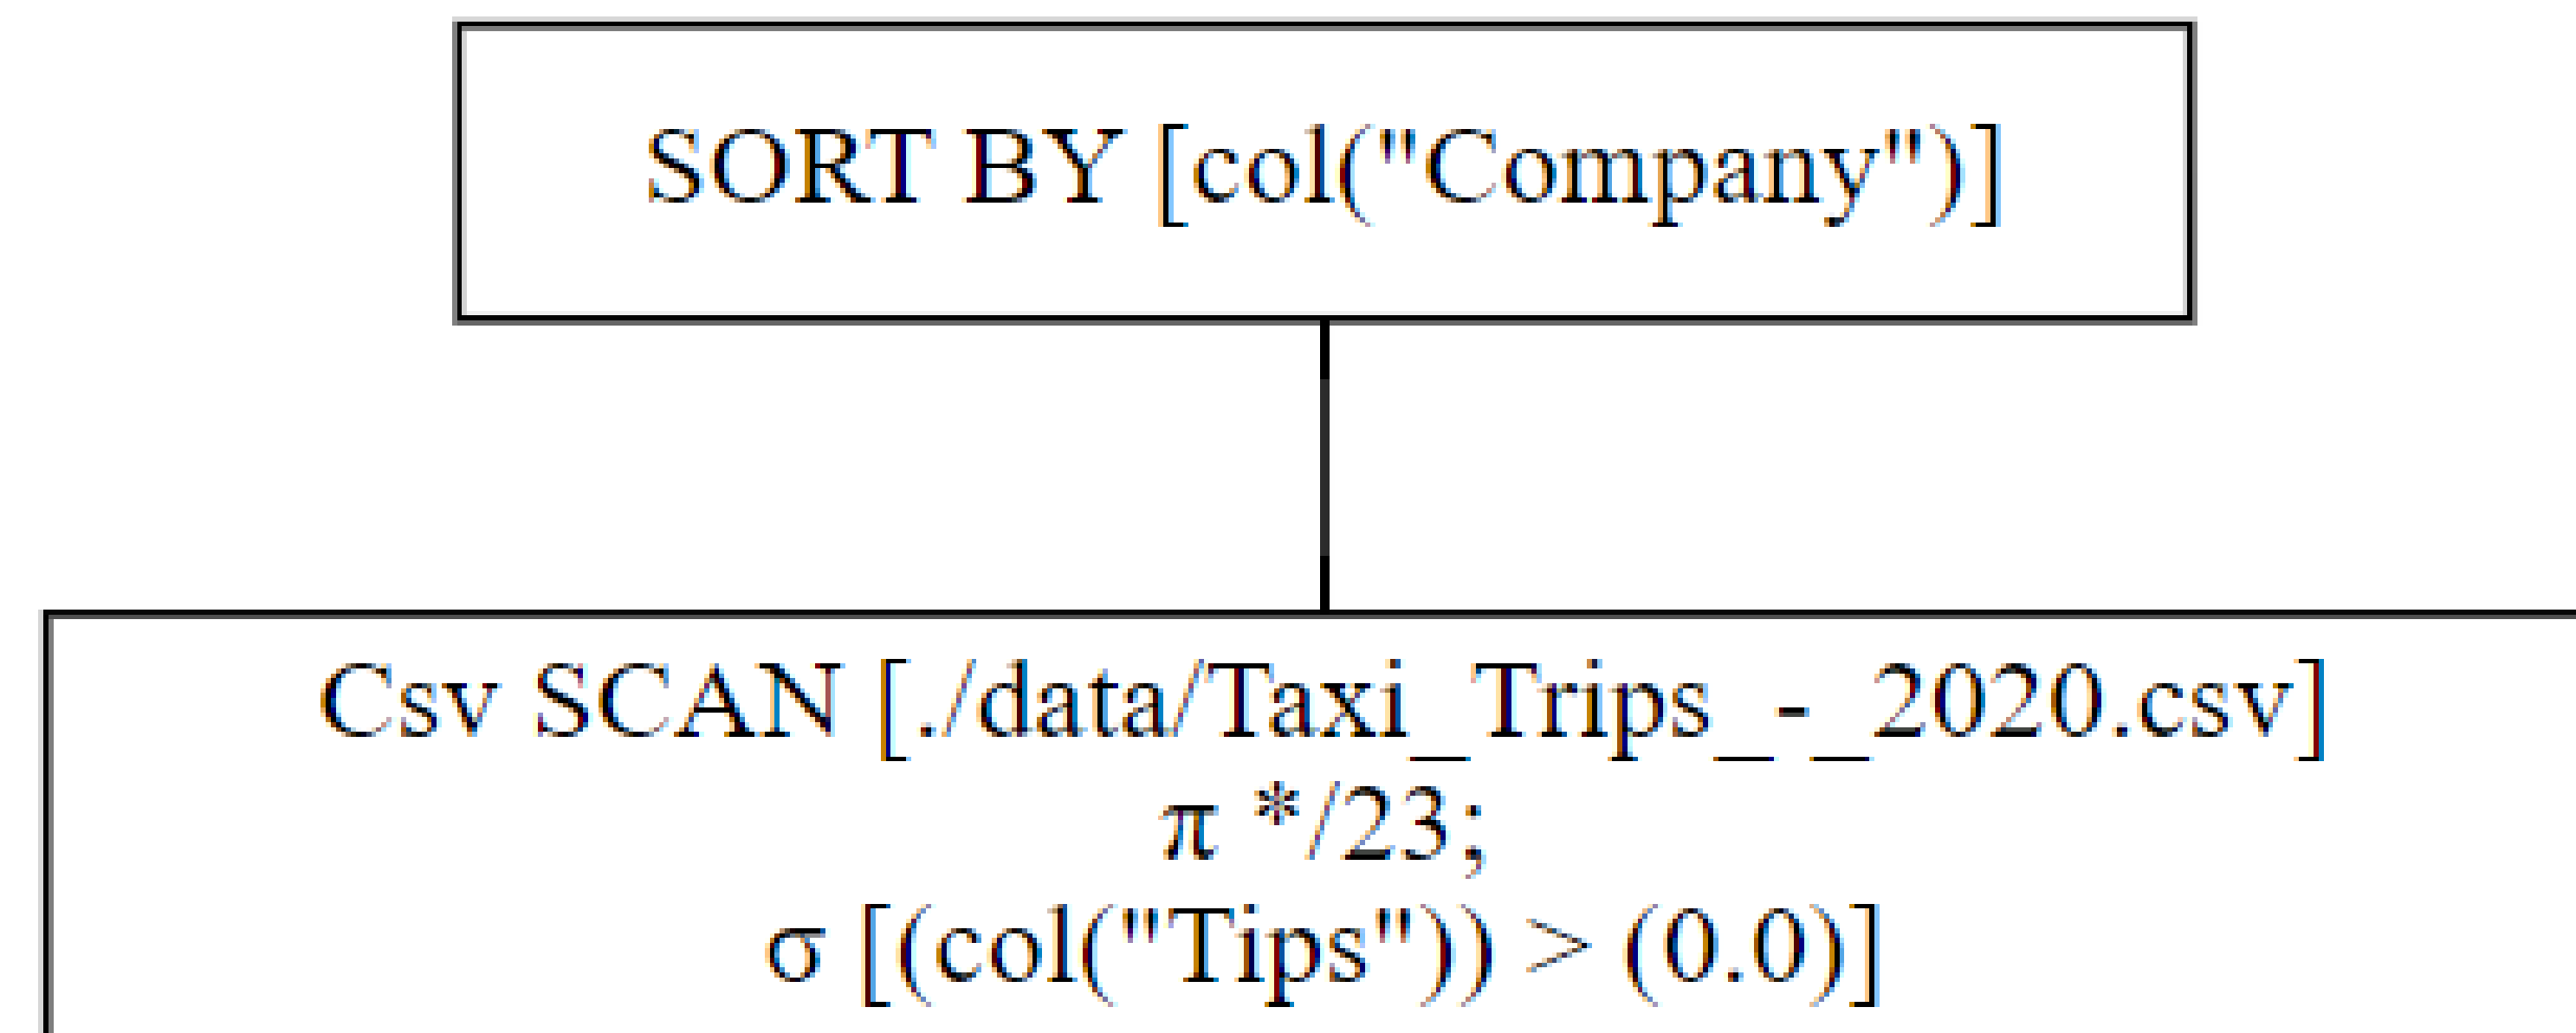 SORT BY [col("Company")]
Csv SCAN [./data/Taxi_Trips_-_2020.csv]
π */23;
σ [(col("Tips")) > (0.0)]